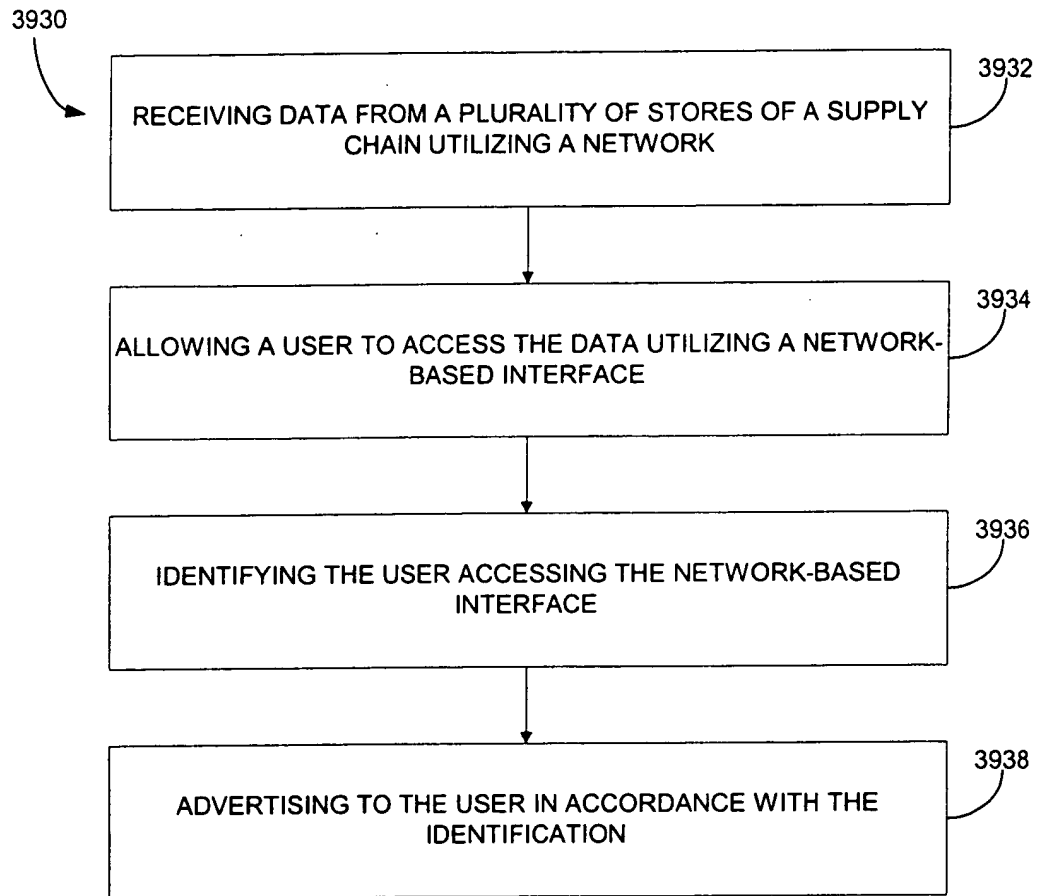 3930
3932
RECEIVING DATA FROM A PLURALITY OF STORES OF A SUPPLY
CHAIN UTILIZING A NETWORK
3934
ALLOWING A USER TO ACCESS THE DATA UTILIZING A NETWORK-
BASED INTERFACE
3936
IDENTIFYING THE USER ACCESSING THE NETWORK-BASED
INTERFACE
3938
ADVERTISING TO THE USER IN ACCORDANCE WITH THE
IDENTIFICATION